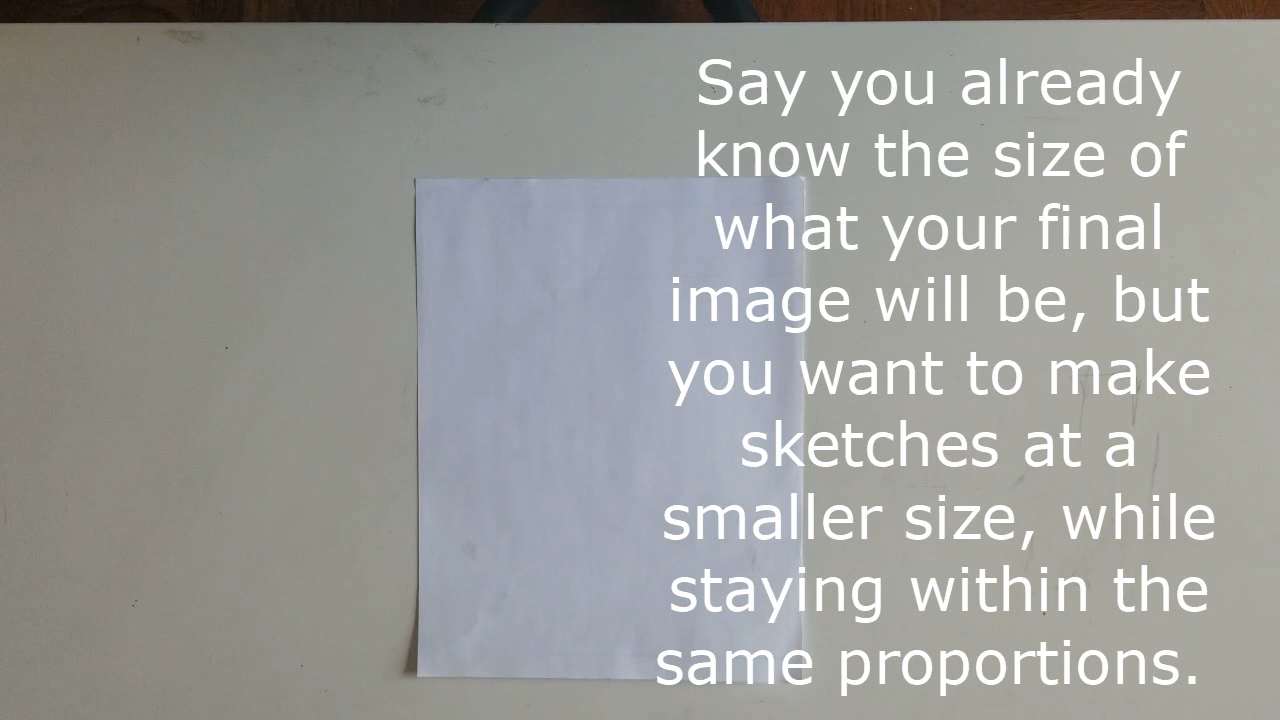 Say you already
know the size of
what your final
image will be, but
you want to make
sketches at a
smaller size, while
staying within the
same proportions.